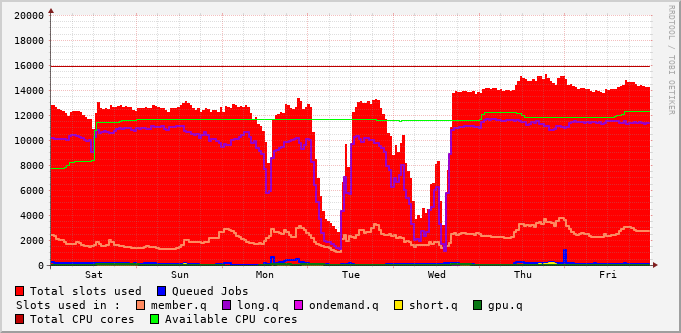 20000
18000
16000
14000
12000
10000
8000
6000
4000
2000
0
Sat Sun Mon Tue Wed Thu Fri
RRDTOOL / TOBI OETIKER
Total slots used Queued Jobs
Slots used in : member.q long.q ondemand.q short.q gpu.q
Total CPU cores Available CPU cores